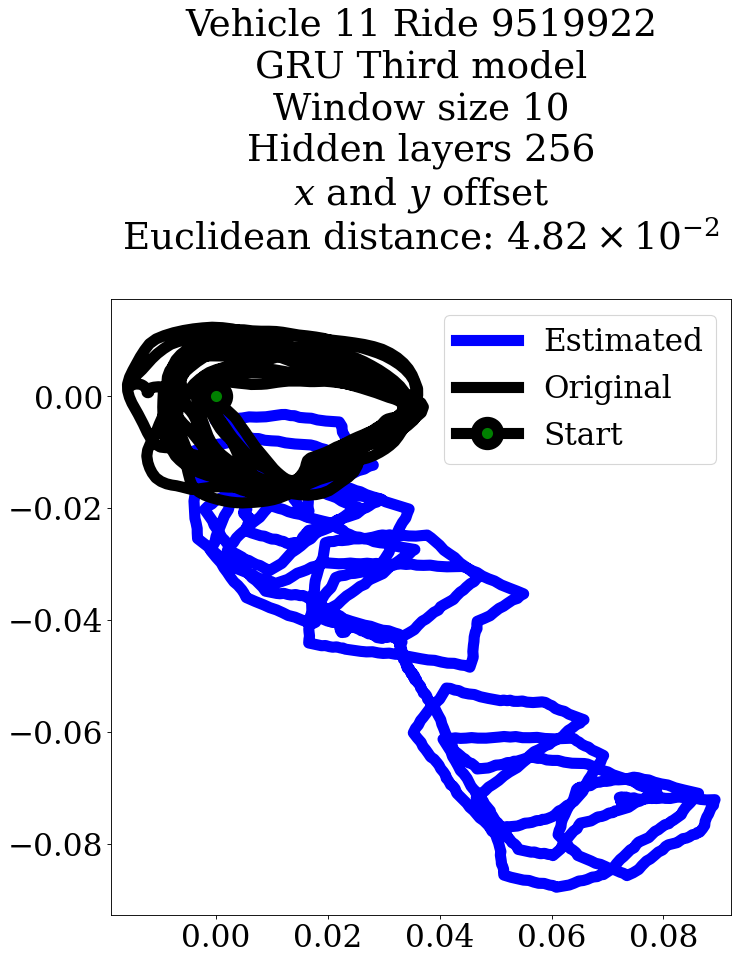 Vehicle 11 Ride 9519922
GRU Third model
Window size 10
Hidden layers 256
x and y offset
Euclidean distance: 4.82 × 10⁻²
Estimated
Original
Start
0.00
−0.02
−0.04
−0.06
−0.08
0.00 0.02 0.04 0.06 0.08